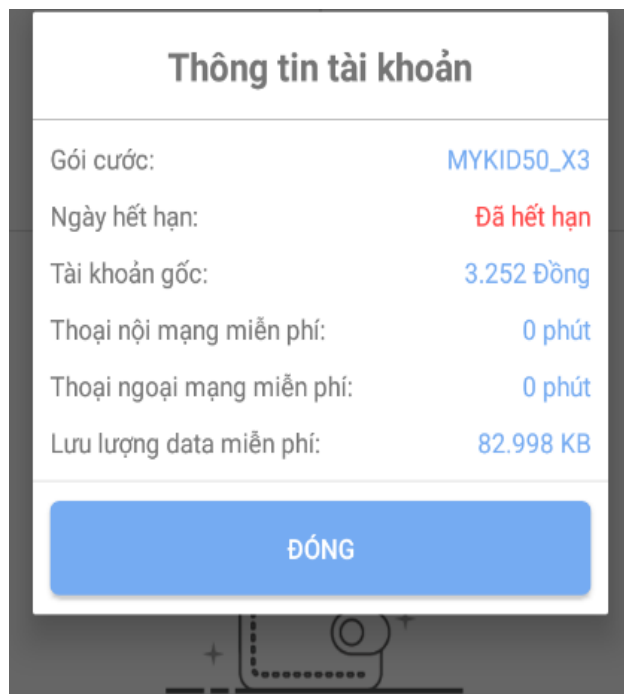 Thông tin tài khoản
Gói cước: MYKID50_X3
Ngày hết hạn: Đã hết hạn
Tài khoản gốc: 3.252 Đồng
Thoại nội mạng miễn phí: 0 phút
Thoại ngoại mạng miễn phí: 0 phút
Lưu lượng data miễn phí: 82.998 KB
ĐÓNG